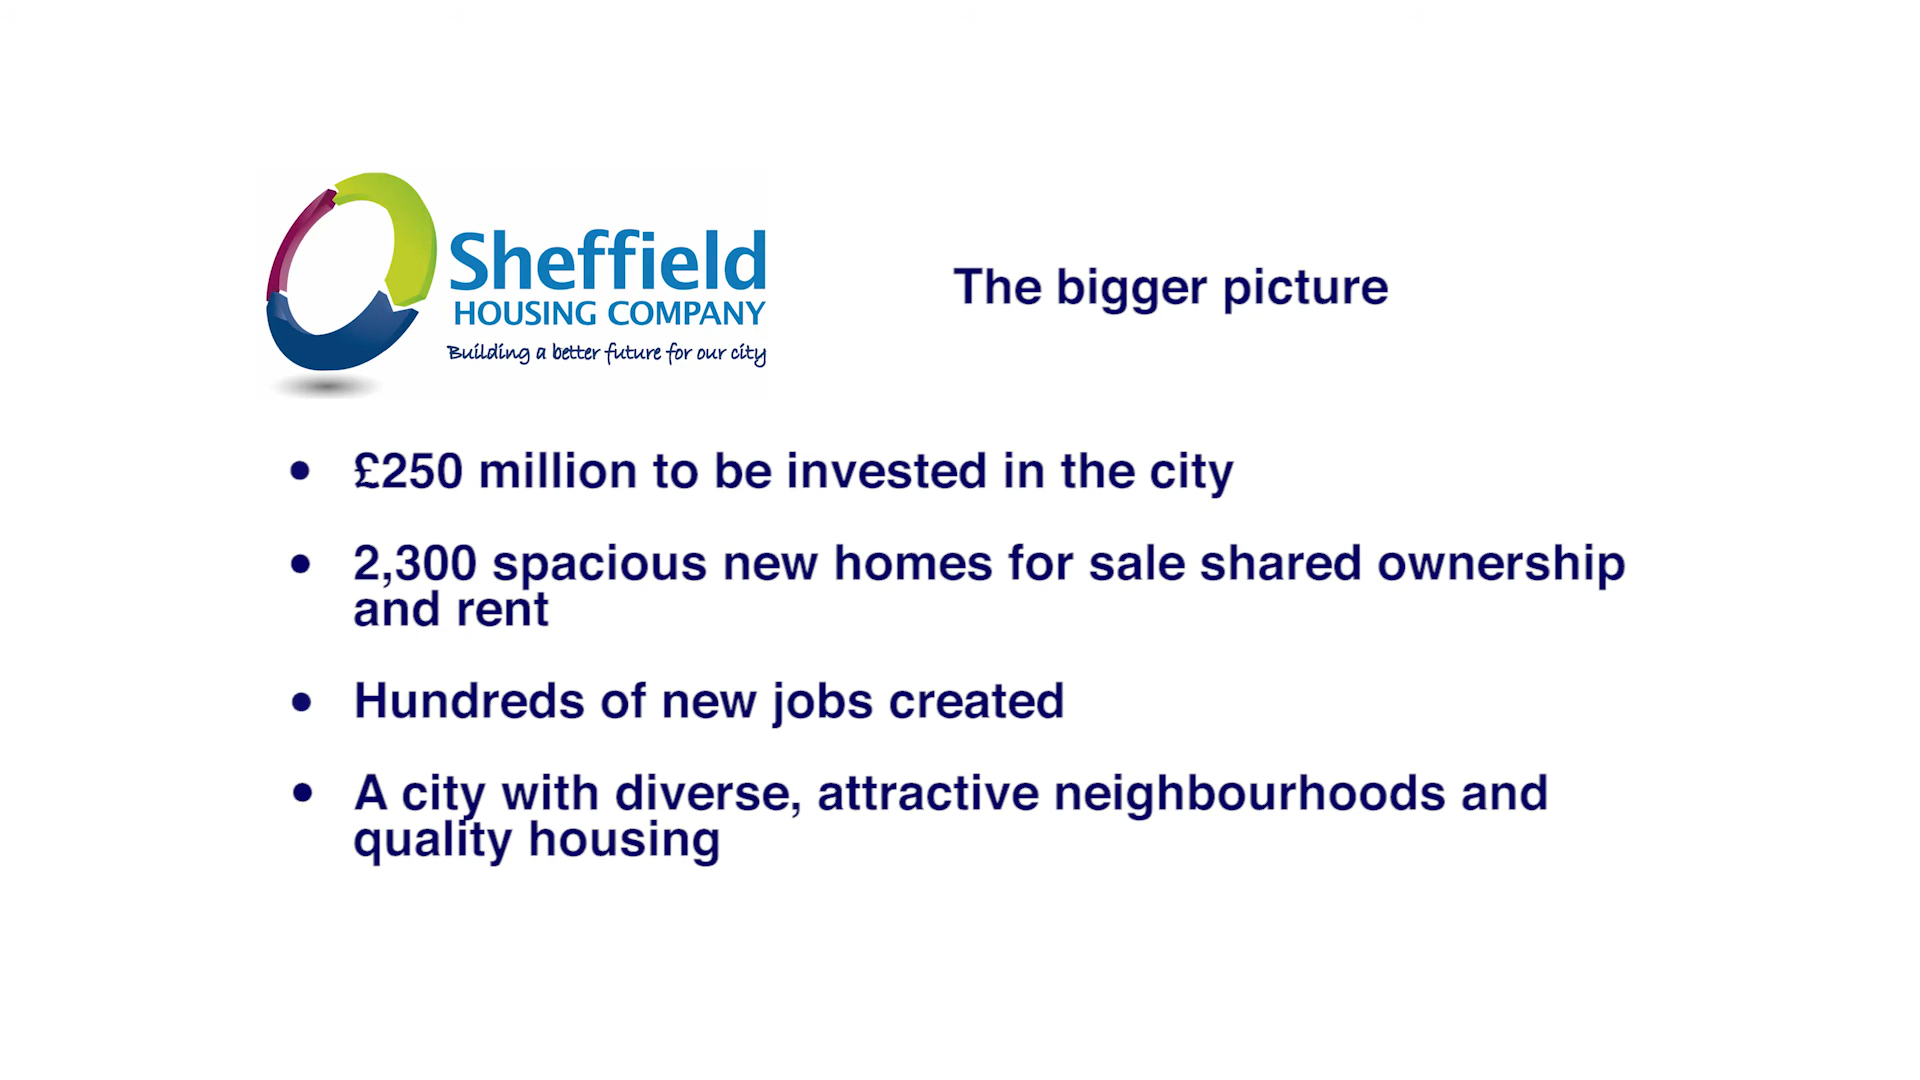 Sheffield
HOUSING COMPANY
Building a better future for our city
The bigger picture
• £250 million to be invested in the city
• 2,300 spacious new homes for sale shared ownership
and rent
• Hundreds of new jobs created
• A city with diverse, attractive neighbourhoods and
quality housing